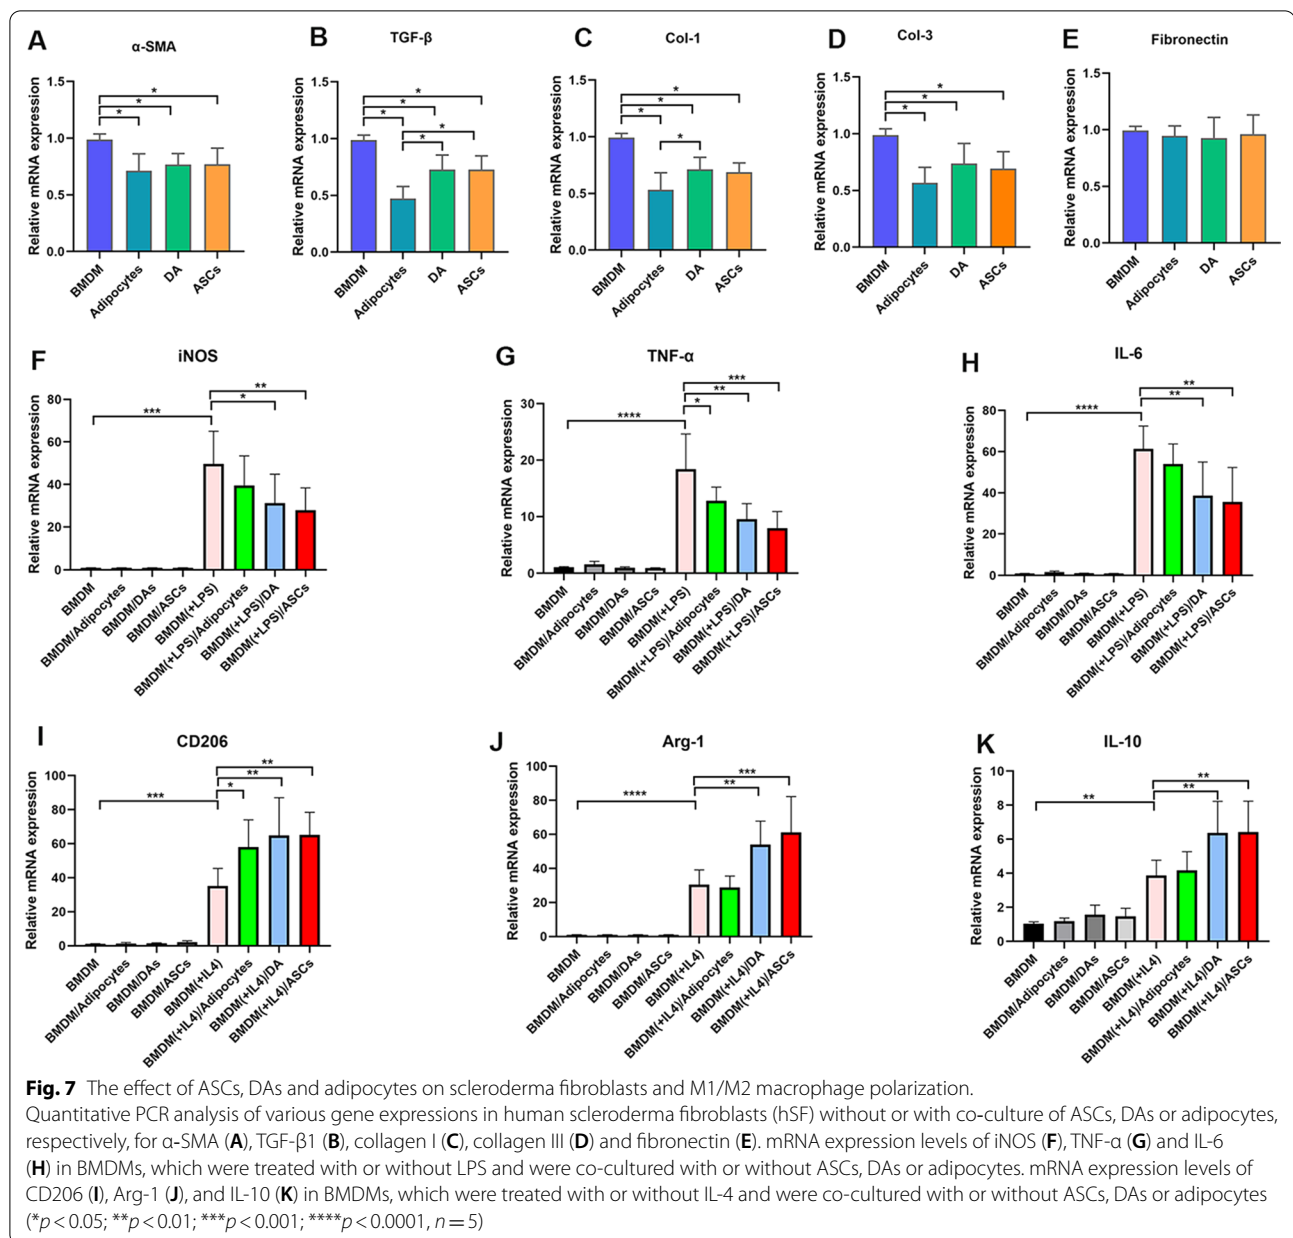 A
α-SMA
Relative mRNA expression
1.5
1.0
0.5
0.0
*
*
*
BMDM
Adipocytes
DA
ASCs
B
TGF-β
Relative mRNA expression
1.5
1.0
0.5
0.0
*
*
*
*
*
BMDM
Adipocytes
DA
ASCs
C
Col-1
Relative mRNA expression
1.5
1.0
0.5
0.0
*
*
*
*
BMDM
Adipocytes
DA
ASCs
D
Col-3
Relative mRNA expression
1.5
1.0
0.5
0.0
*
*
*
BMDM
Adipocytes
DA
ASCs
E
Fibronectin
Relative mRNA expression
1.5
1.0
0.5
0.0
BMDM
Adipocytes
DA
ASCs
F
iNOS
Relative mRNA expression
80
60
40
20
0
***
**
*
BMDM
BMDM/Adipocytes
BMDM/DAs
BMDM/ASCs
BMDM(+LPS)
BMDM(+LPS)/Adipocytes
BMDM(+LPS)/DA
BMDM(+LPS)/ASCs
G
TNF-α
Relative mRNA expression
30
20
10
0
****
***
**
*
BMDM
BMDM/Adipocytes
BMDM/DAs
BMDM/ASCs
BMDM(+LPS)
BMDM(+LPS)/Adipocytes
BMDM(+LPS)/DA
BMDM(+LPS)/ASCs
H
IL-6
Relative mRNA expression
80
60
40
20
0
****
**
**
BMDM
BMDM/Adipocytes
BMDM/DAs
BMDM/ASCs
BMDM(+LPS)
BMDM(+LPS)/Adipocytes
BMDM(+LPS)/DA
BMDM(+LPS)/ASCs
I
CD206
Relative mRNA expression
100
80
60
40
20
0
***
**
**
*
BMDM
BMDM/Adipocytes
BMDM/DAs
BMDM/ASCs
BMDM(+IL4)
BMDM(+IL4)/Adipocytes
BMDM(+IL4)/DA
BMDM(+IL4)/ASCs
J
Arg-1
Relative mRNA expression
100
80
60
40
20
0
****
***
**
BMDM
BMDM/Adipocytes
BMDM/DAs
BMDM/ASCs
BMDM(+IL4)
BMDM(+IL4)/Adipocytes
BMDM(+IL4)/DA
BMDM(+IL4)/ASCs
K
IL-10
Relative mRNA expression
10
8
6
4
2
0
**
**
**
BMDM
BMDM/Adipocytes
BMDM/DAs
BMDM/ASCs
BMDM(+IL4)
BMDM(+IL4)/Adipocytes
BMDM(+IL4)/DA
BMDM(+IL4)/ASCs
Fig. 7 The effect of ASCs, DAs and adipocytes on scleroderma fibroblasts and M1/M2 macrophage polarization.
Quantitative PCR analysis of various gene expressions in human scleroderma fibroblasts (hSF) without or with co-culture of ASCs, DAs or adipocytes,
respectively, for α-SMA (A), TGF-β1 (B), collagen I (C), collagen III (D) and fibronectin (E). mRNA expression levels of iNOS (F), TNF-α (G) and IL-6
(H) in BMDMs, which were treated with or without LPS and were co-cultured with or without ASCs, DAs or adipocytes. mRNA expression levels of
CD206 (I), Arg-1 (J), and IL-10 (K) in BMDMs, which were treated with or without IL-4 and were co-cultured with or without ASCs, DAs or adipocytes
(*p < 0.05; **p < 0.01; ***p < 0.001; ****p < 0.0001, n = 5)